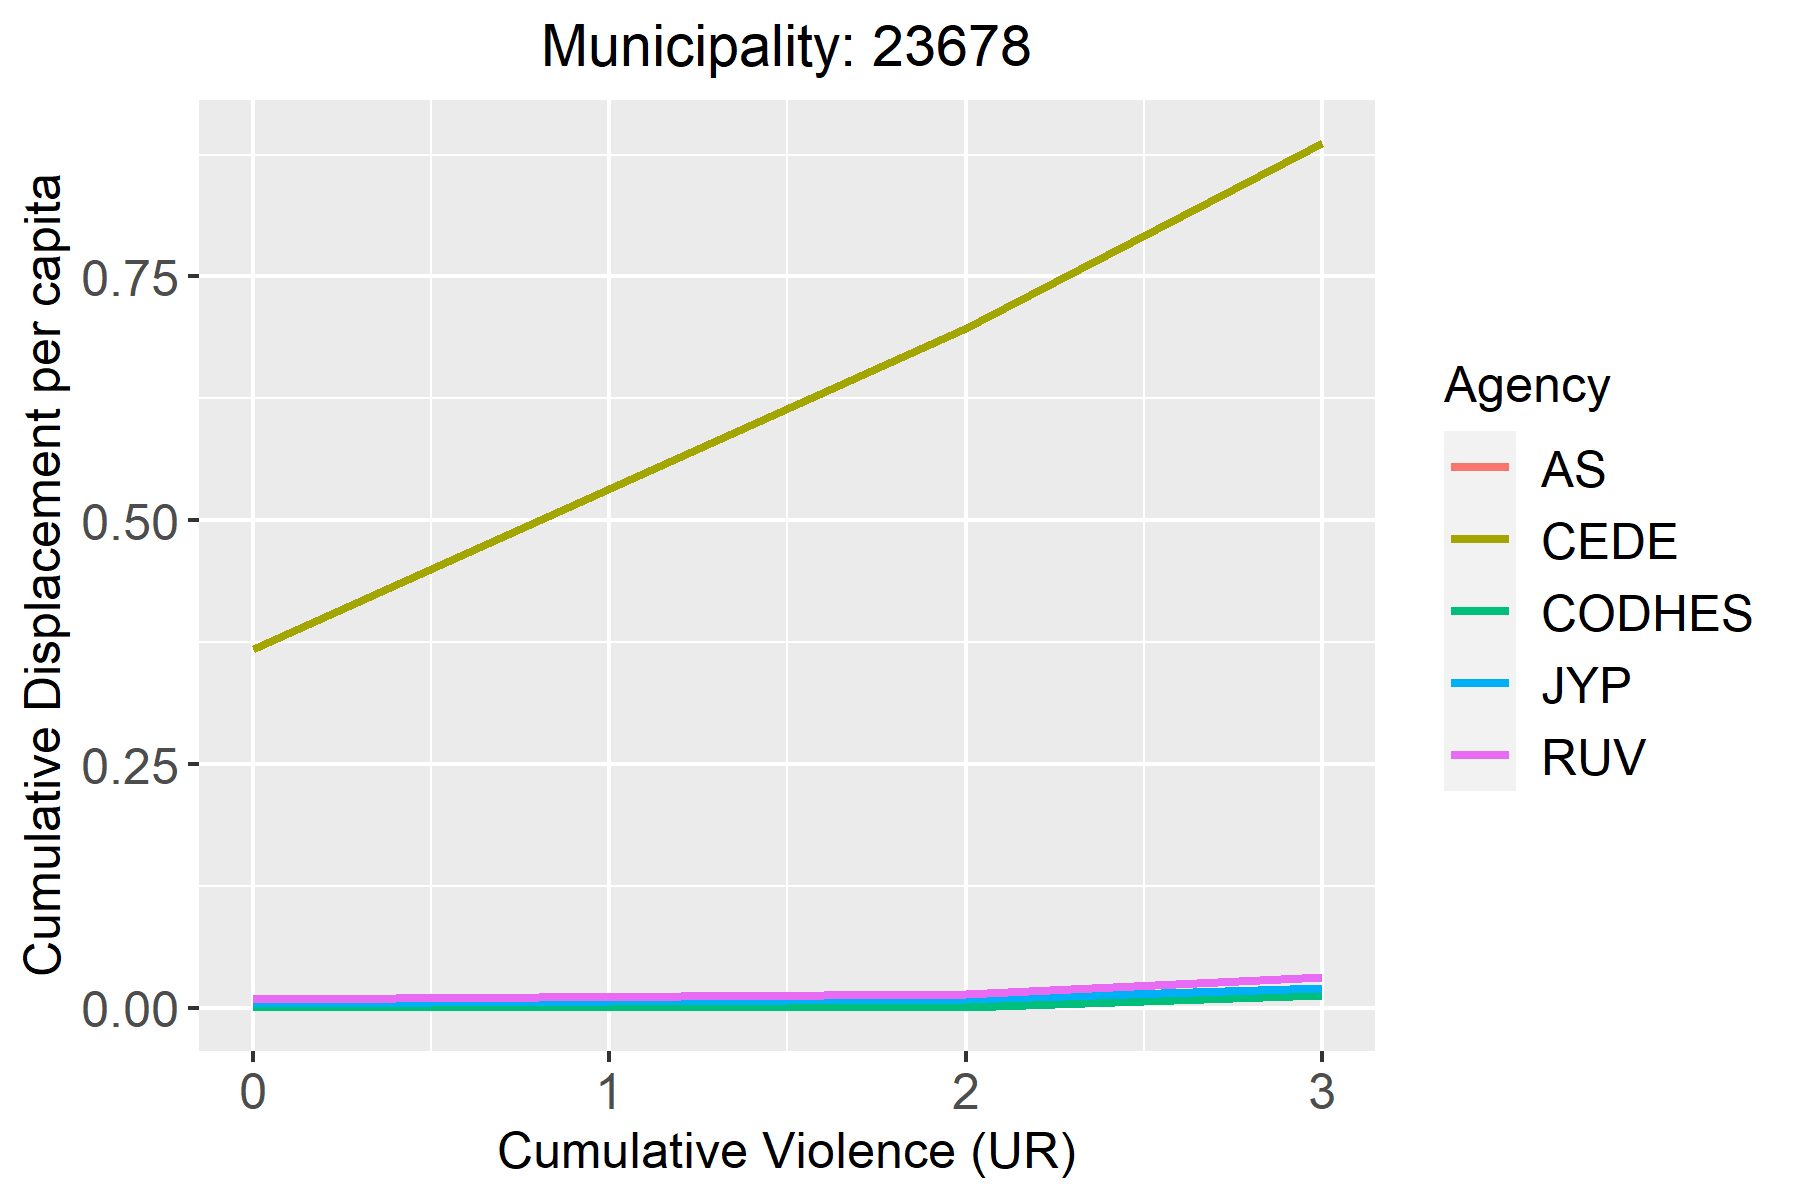 Municipality: 23678
Cumulative Displacement per capita
0.75
0.50
0.25
0.00
0
1
2
3
Cumulative Violence (UR)
Agency
AS
CEDE
CODHES
JYP
RUV